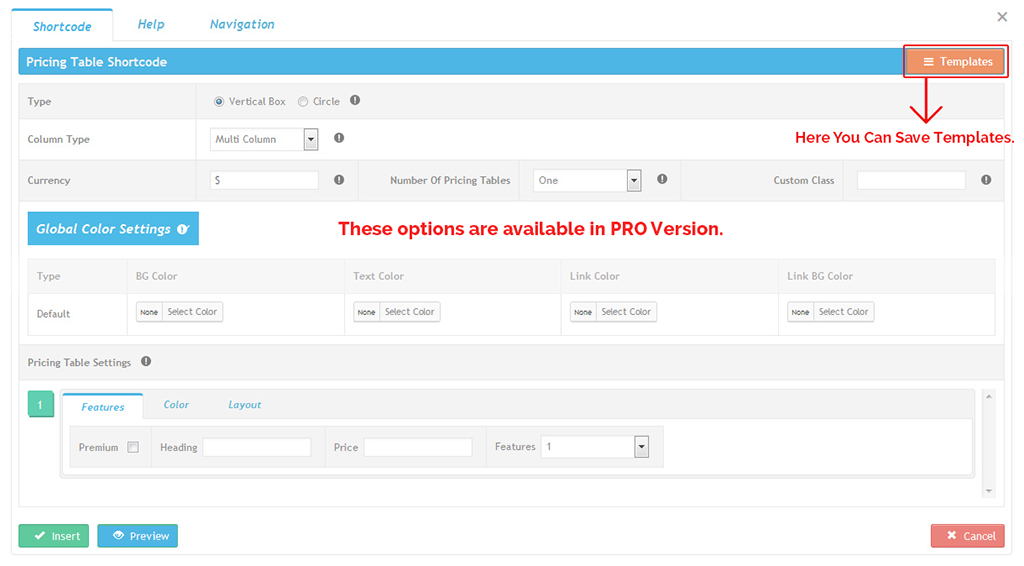 Shortcode Help Navigation
Pricing Table Shortcode Templates
Type Vertical Box Circle
Here You Can Save Templates.
Column Type Multi Column
Currency $ Number Of Pricing Tables One Custom Class
Global Color Settings These options are available in PRO Version.
Type BG Color Text Color Link Color Link BG Color
Default None Select Color None Select Color None Select Color None Select Color
Pricing Table Settings
1 Features Color Layout
Premium Heading Price Features 1
Insert Preview Cancel